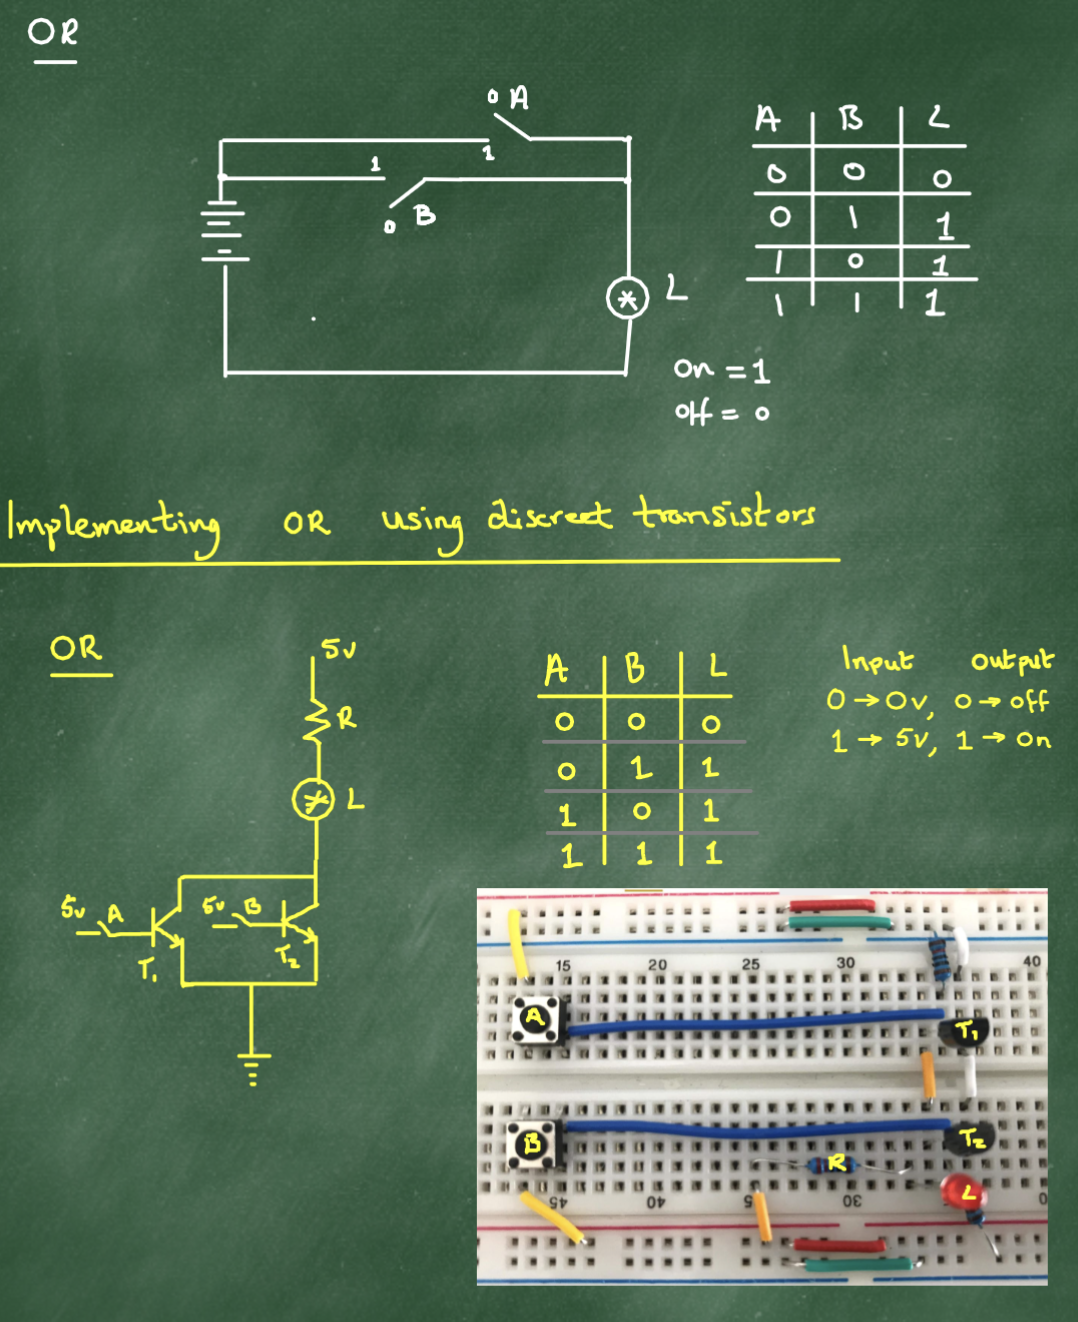 OR
0 A
1
1
0 B
L
A B L
0 0 0
0 1 1
1 0 1
1 1 1
On = 1
Off = 0
Implementing OR using discreet transistors
OR
5v
R
L
5v A
T1
5v B
T2
A B L
0 0 0
0 1 1
1 0 1
1 1 1
Input Output
0 → 0v, 0 → off
1 → 5v, 1 → on
15 20 25 30 40
A
T1
B
T2
R
L
45 40 30